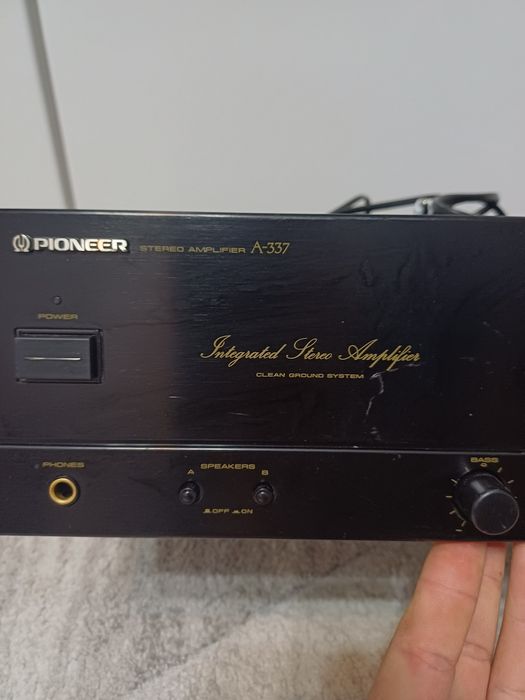 PIONEER STEREO AMPLIFIER A-337
POWER
Integrated Stereo Amplifier
CLEAN GROUND SYSTEM
PHONES
SPEAKERS
A B
OFF ON
BASS